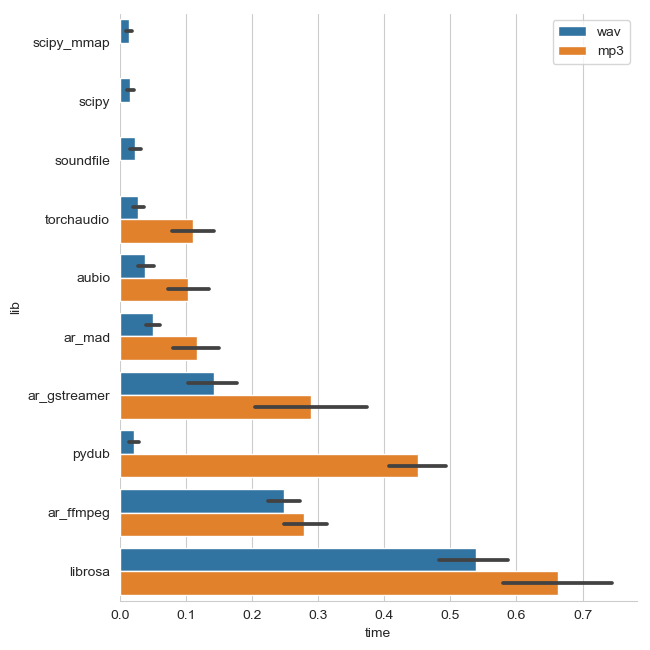 wav
mp3
scipy_mmap
scipy
soundfile
torchaudio
aubio
ar_mad
ar_gstreamer
pydub
ar_ffmpeg
librosa
lib
0.0 0.1 0.2 0.3 0.4 0.5 0.6 0.7
time